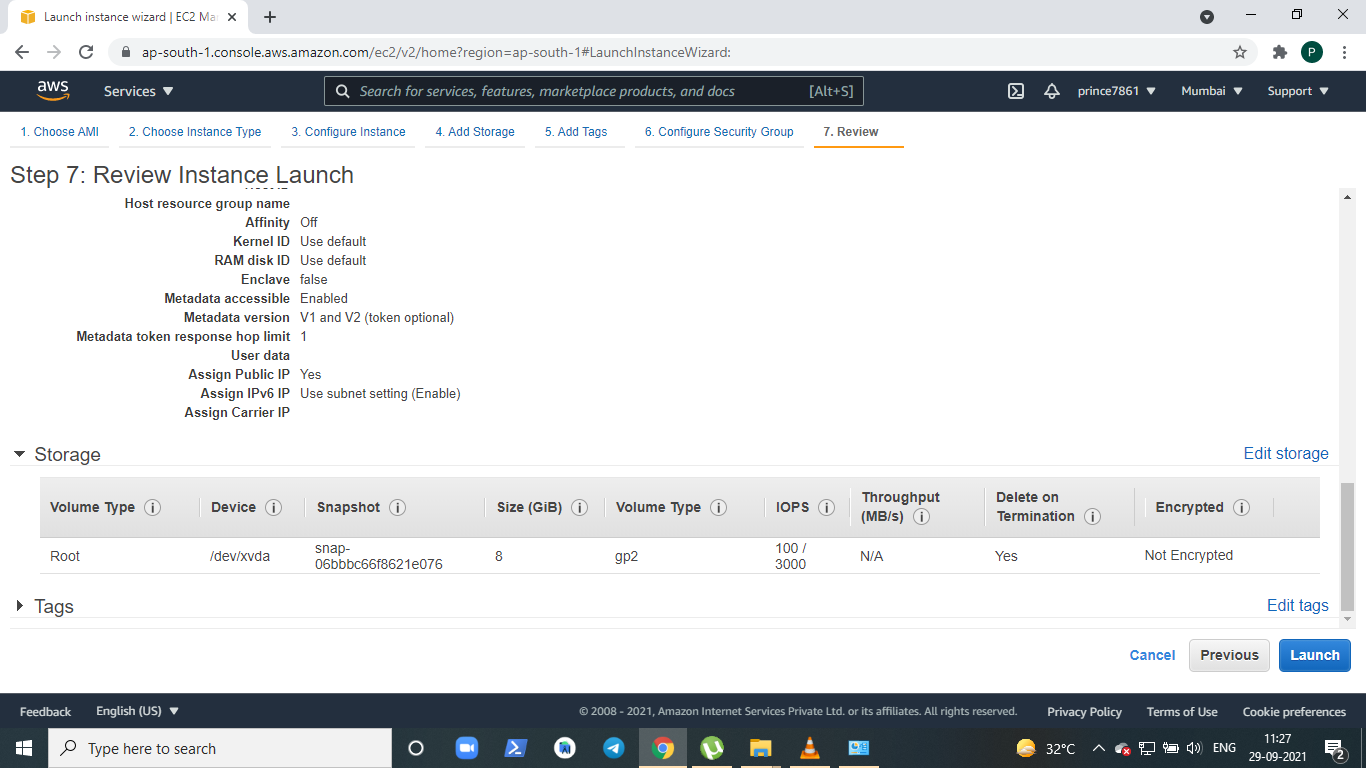 Launch instance wizard | EC2 Ma
ap-south-1.console.aws.amazon.com/ec2/v2/home?region=ap-south-1#LaunchInstanceWizard:
P
aws
Services
Search for services, features, marketplace products, and docs
[Alt+S]
prince7861
Mumbai
Support
1. Choose AMI
2. Choose Instance Type
3. Configure Instance
4. Add Storage
5. Add Tags
6. Configure Security Group
7. Review
Step 7: Review Instance Launch
Host resource group name
Affinity Off
Kernel ID Use default
RAM disk ID Use default
Enclave false
Metadata accessible Enabled
Metadata version V1 and V2 (token optional)
Metadata token response hop limit 1
User data
Assign Public IP Yes
Assign IPv6 IP Use subnet setting (Enable)
Assign Carrier IP
Storage
Edit storage
Volume Type
Device
Snapshot
Size (GiB)
Volume Type
IOPS
Throughput
(MB/s)
Delete on
Termination
Encrypted
Root
/dev/xvda
snap-
06bbbc66f8621e076
8
gp2
100 /
3000
N/A
Yes
Not Encrypted
Tags
Edit tags
Cancel
Previous
Launch
Feedback
English (US)
© 2008 - 2021, Amazon Internet Services Private Ltd. or its affiliates. All rights reserved.
Privacy Policy
Terms of Use
Cookie preferences
Type here to search
32°C
ENG
11:27
29-09-2021
2